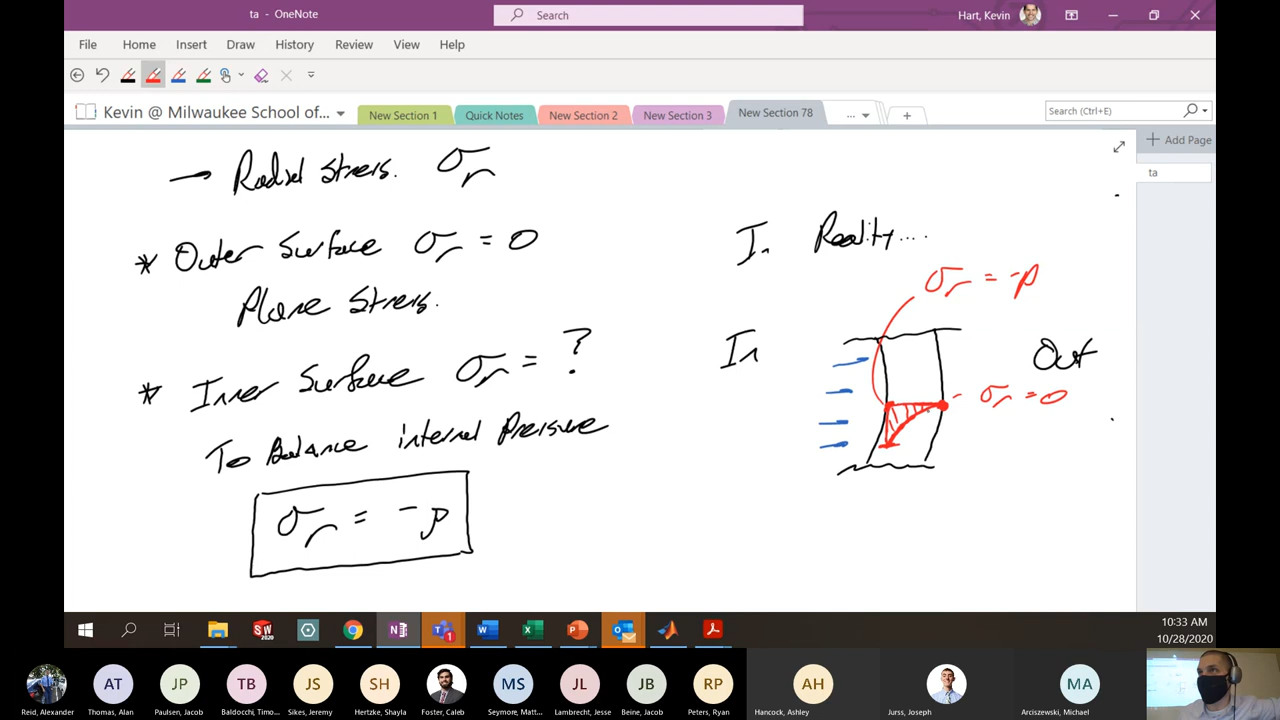 ta - OneNote
Search
Hart, Kevin
File Home Insert Draw History Review View Help
Kevin @ Milwaukee School of...
New Section 1
Quick Notes
New Section 2
New Section 3
New Section 78
...
Search (Ctrl+E)
Add Page
ta
→ Radial Stress. σr
* Outer Surface σr = 0
Plane Stress.
* Inner Surface σr = ?
To Balance internal Pressure
σr = -p
In Reality...
σr = -p
In
Out
σr = 0
SW
2020
1
10:33 AM
10/28/2020
AT
JP
TB
JS
SH
MS
JL
JB
RP
AH
MA
Reid, Alexander
Thomas, Alan
Paulsen, Jacob
Baldocchi, Timo...
Sikes, Jeremy
Hertzke, Shayla
Foster, Caleb
Seymore, Matt...
Lambrecht, Jesse
Beine, Jacob
Peters, Ryan
Hancock, Ashley
Jurss, Joseph
Arciszewski, Michael